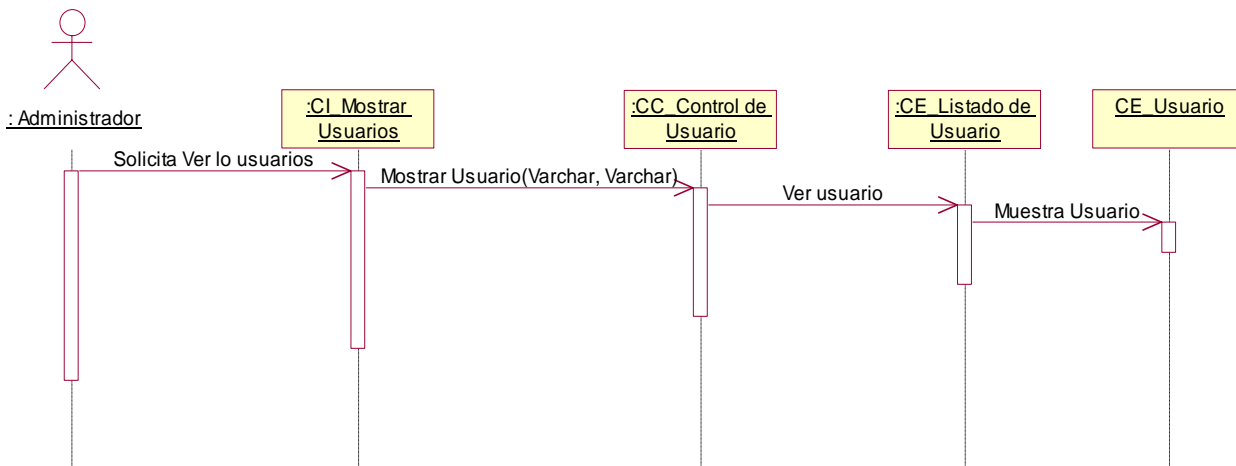 : Administrador
:CI_Mostrar
Usuarios
:CC_Control de
Usuario
:CE_Listado de
Usuario
CE_Usuario
Solicita Ver lo usuarios
Mostrar Usuario(Varchar, Varchar)
Ver usuario
Muestra Usuario